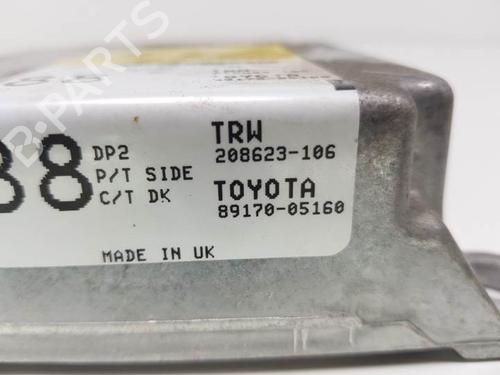 88
DP2
P/T SIDE
C/T DK
TRW
208623-106
TOYOTA
89170-05160
MADE IN UK
B-PARTS